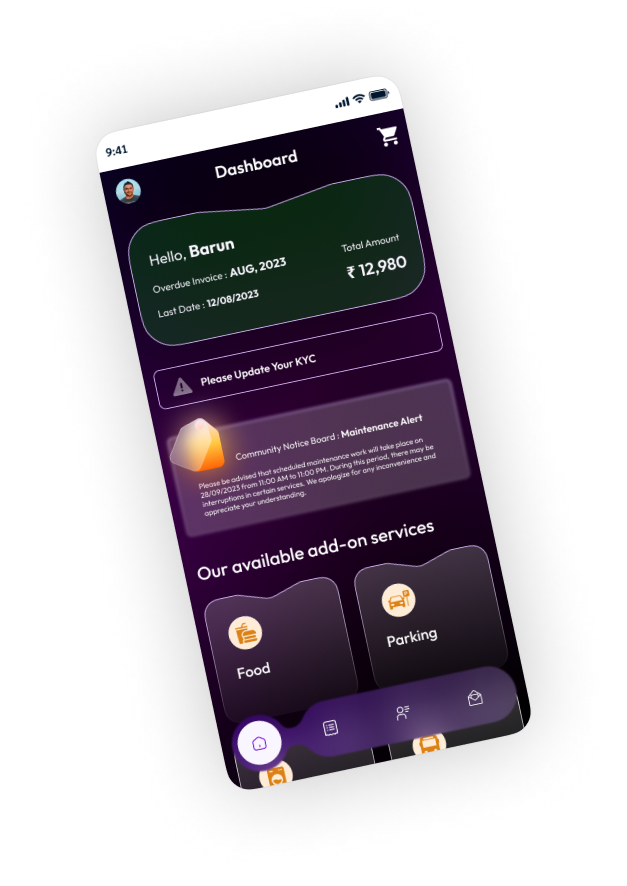 9:41
Dashboard
Hello, Barun
Overdue Invoice : AUG, 2023
Last Date : 12/08/2023
Total Amount
₹ 12,980
Please Update Your KYC
Community Notice Board : Maintenance Alert
Please be advised that scheduled maintenance work will take place on
28/09/2023 from 11:00 AM to 11:00 PM. During this period, there may be
interruptions in certain services. We apologize for any inconvenience and
appreciate your understanding.
Our available add-on services
Food
Parking